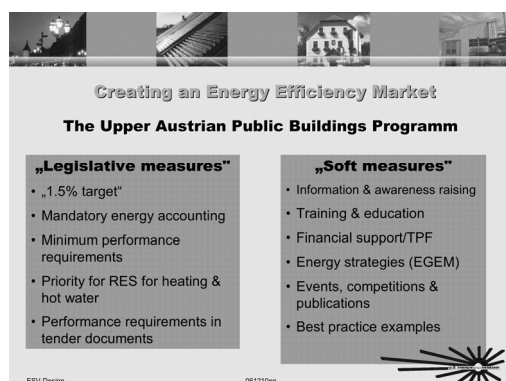 Creating an Energy Efficiency Market
The Upper Austrian Public Buildings Programm
„Legislative measures"
• „1.5% target“
• Mandatory energy accounting
• Minimum performance
requirements
• Priority for RES for heating &
hot water
• Performance requirements in
tender documents
„Soft measures"
• Information & awareness raising
• Training & education
• Financial support/TPF
• Energy strategies (EGEM)
• Events, competitions &
publications
• Best practice examples